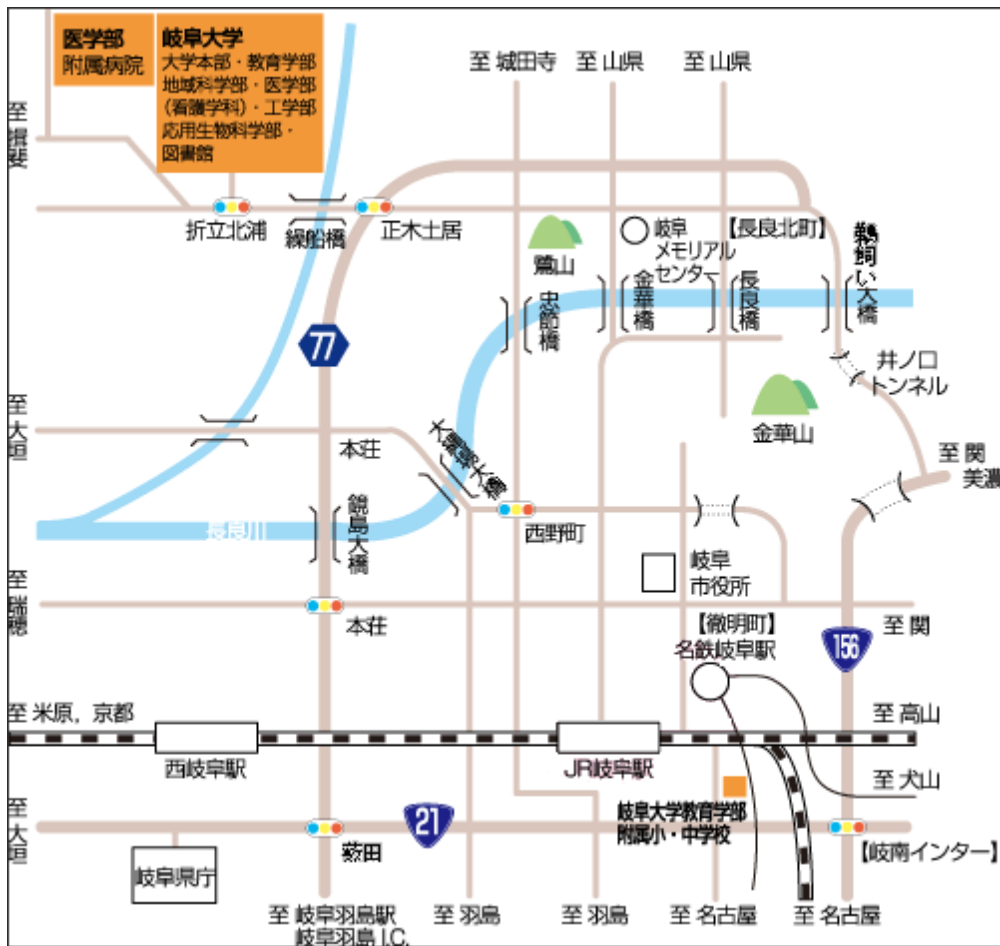 医学部
附属病院
岐阜大学
大学本部・教育学部
地域科学部・医学部
(看護学科)・工学部
応用生物科学部・
図書館
至 城田寺
至 山県
至 山県
至揖斐
折立北浦
繰船橋
正木土居
鷺山
岐阜
メモリアル
センター
【長良北町】
鵜飼い大橋
忠節橋
金華橋
長良橋
77
井ノ口
トンネル
至大垣
本荘
大縄場大橋
金華山
至 関
美濃
西野町
長良川
鏡島大橋
岐阜
市役所
至瑞穂
本荘
【徹明町】
名鉄岐阜駅
至 関
156
至 米原，京都
至 高山
西岐阜駅
JR岐阜駅
至 犬山
至大垣
21
岐阜大学教育学部
附属小・中学校
薮田
【岐南インター】
岐阜県庁
至 岐阜羽島駅
岐阜羽島 I.C.
至 羽島
至 羽島
至 名古屋
至 名古屋